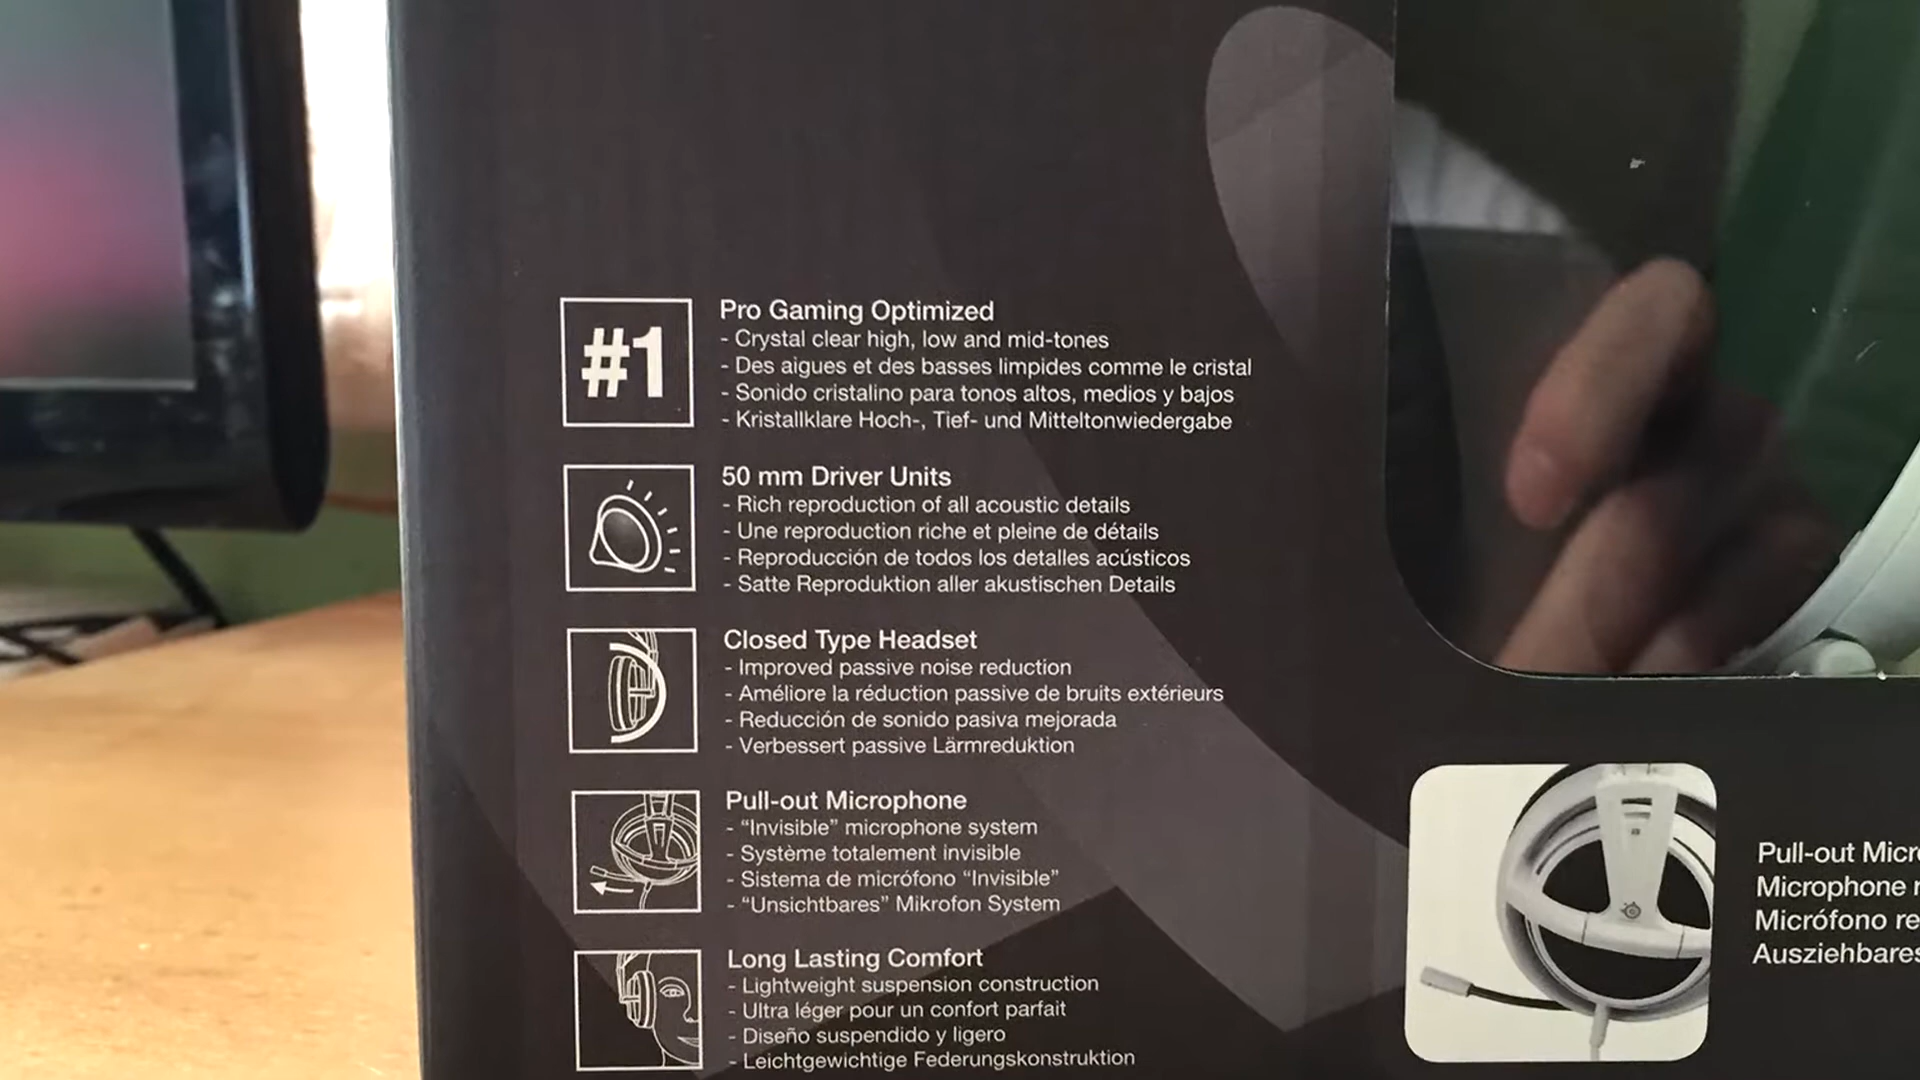 #1
Pro Gaming Optimized
- Crystal clear high, low and mid-tones
- Des aigues et des basses limpides comme le cristal
- Sonido cristalino para tonos altos, medios y bajos
- Kristallklare Hoch-, Tief- und Mitteltonwiedergabe
50 mm Driver Units
- Rich reproduction of all acoustic details
- Une reproduction riche et pleine de détails
- Reproducción de todos los detalles acústicos
- Satte Reproduktion aller akustischen Details
Closed Type Headset
- Improved passive noise reduction
- Améliore la réduction passive de bruits extérieurs
- Reducción de sonido pasiva mejorada
- Verbessert passive Lärmreduktion
Pull-out Microphone
- “Invisible” microphone system
- Système totalement invisible
- Sistema de micrófono “Invisible”
- “Unsichtbares” Mikrofon System
Long Lasting Comfort
- Lightweight suspension construction
- Ultra léger pour un confort parfait
- Diseño suspendido y ligero
- Leichtgewichtige Federungskonstruktion
Pull-out
Microphone
Micrófono